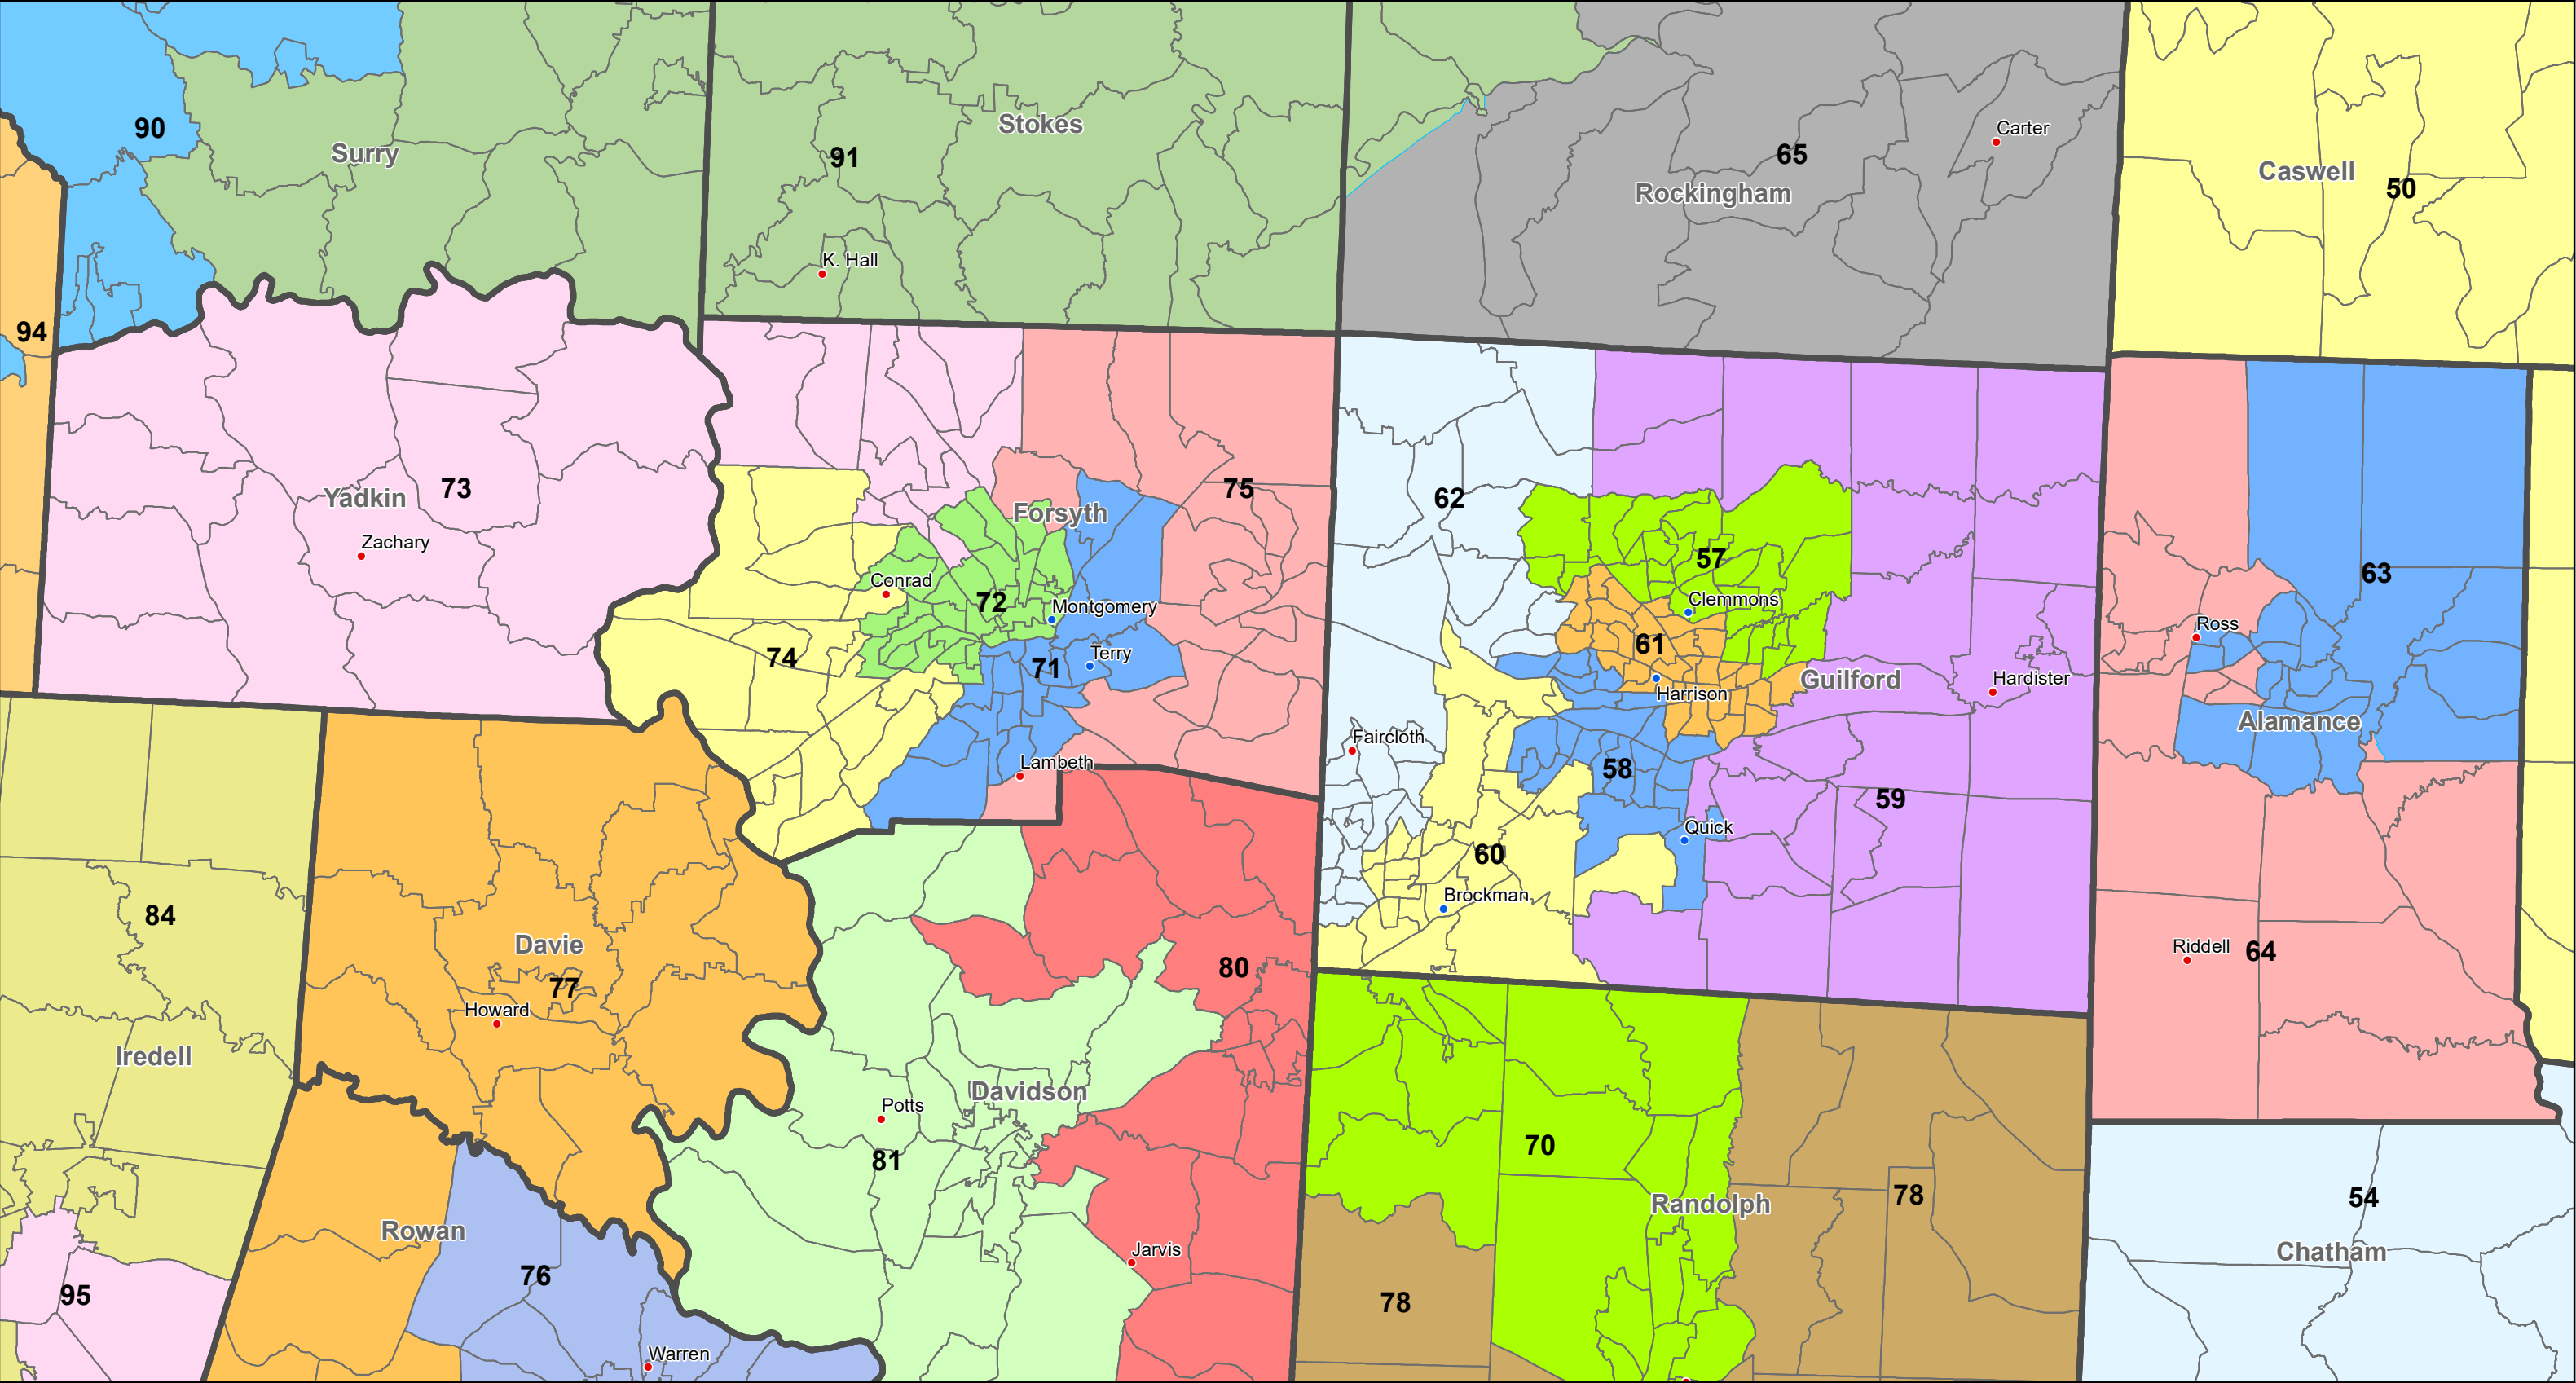 90
Surry
91
Stokes
K. Hall
65
Rockingham
Carter
Caswell
50
94
73
Yadkin
Zachary
75
Forsyth
Conrad
72
Montgomery
74
71
Terry
Lambeth
62
57
Clemmons
61
Harrison
Guilford
Hardister
Faircloth
58
59
Quick
60
Brockman
63
Ross
Alamance
Riddell
64
84
Iredell
Davie
77
Howard
80
Davidson
Potts
81
Jarvis
Rowan
76
Warren
95
70
Randolph
78
78
54
Chatham